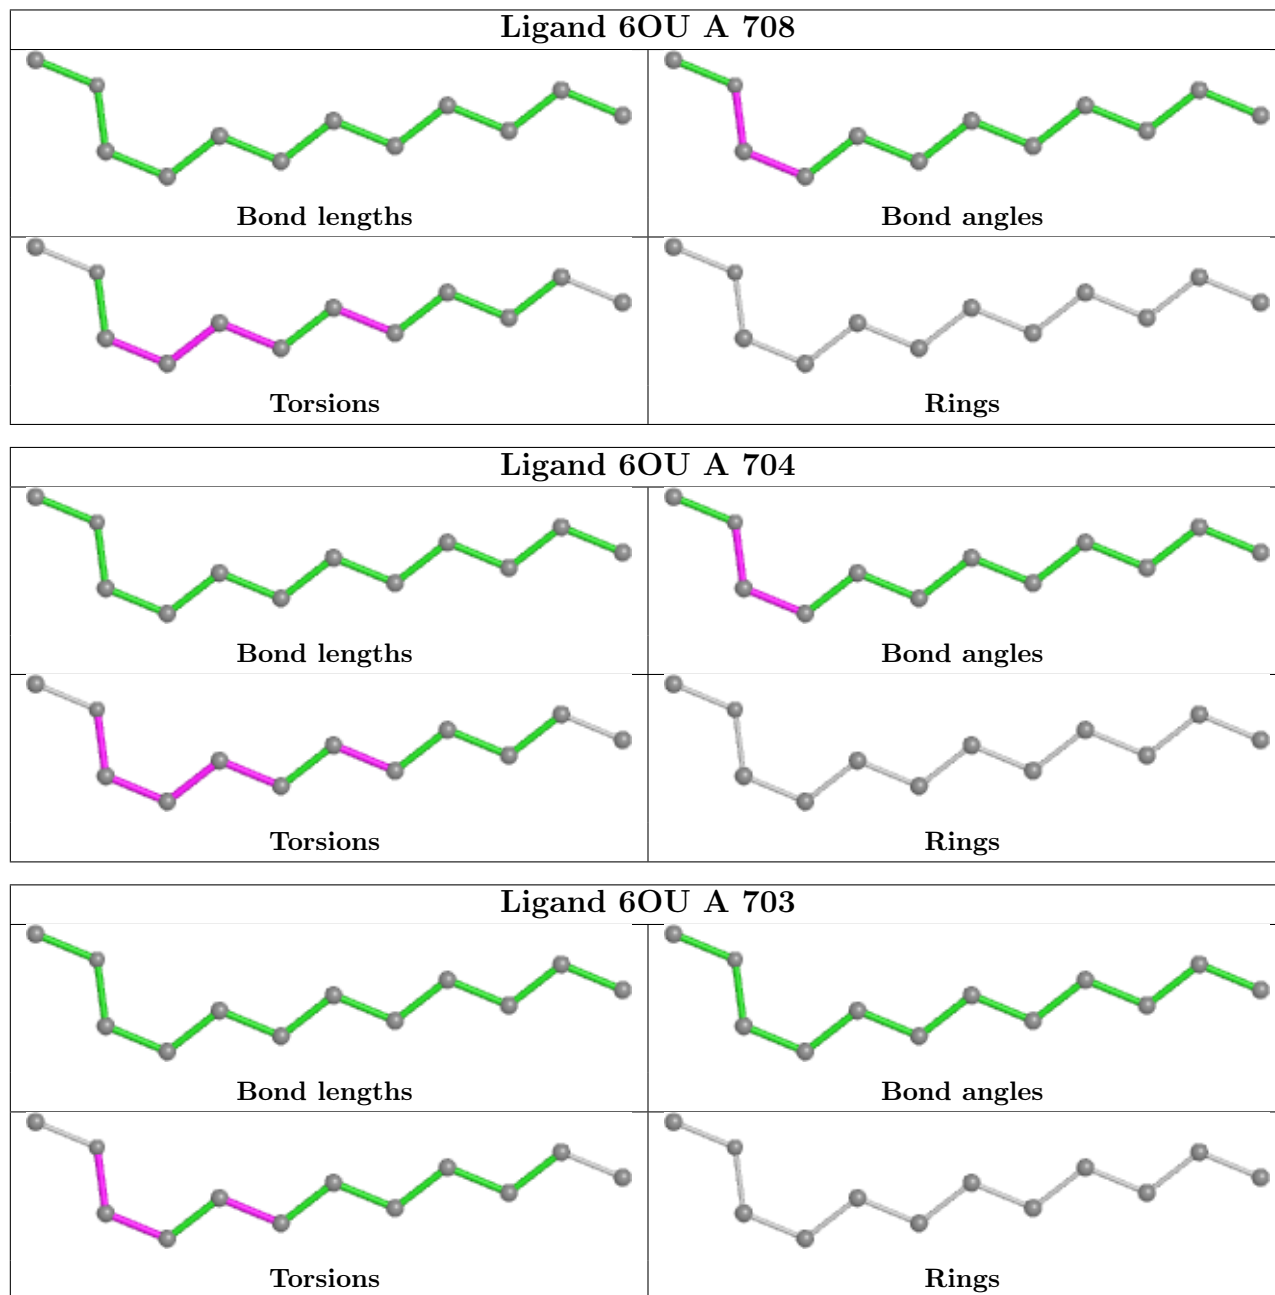 Ligand 6OU A 708
Bond lengths
Bond angles
Torsions
Rings
Ligand 6OU A 704
Bond lengths
Bond angles
Torsions
Rings
Ligand 6OU A 703
Bond lengths
Bond angles
Torsions
Rings